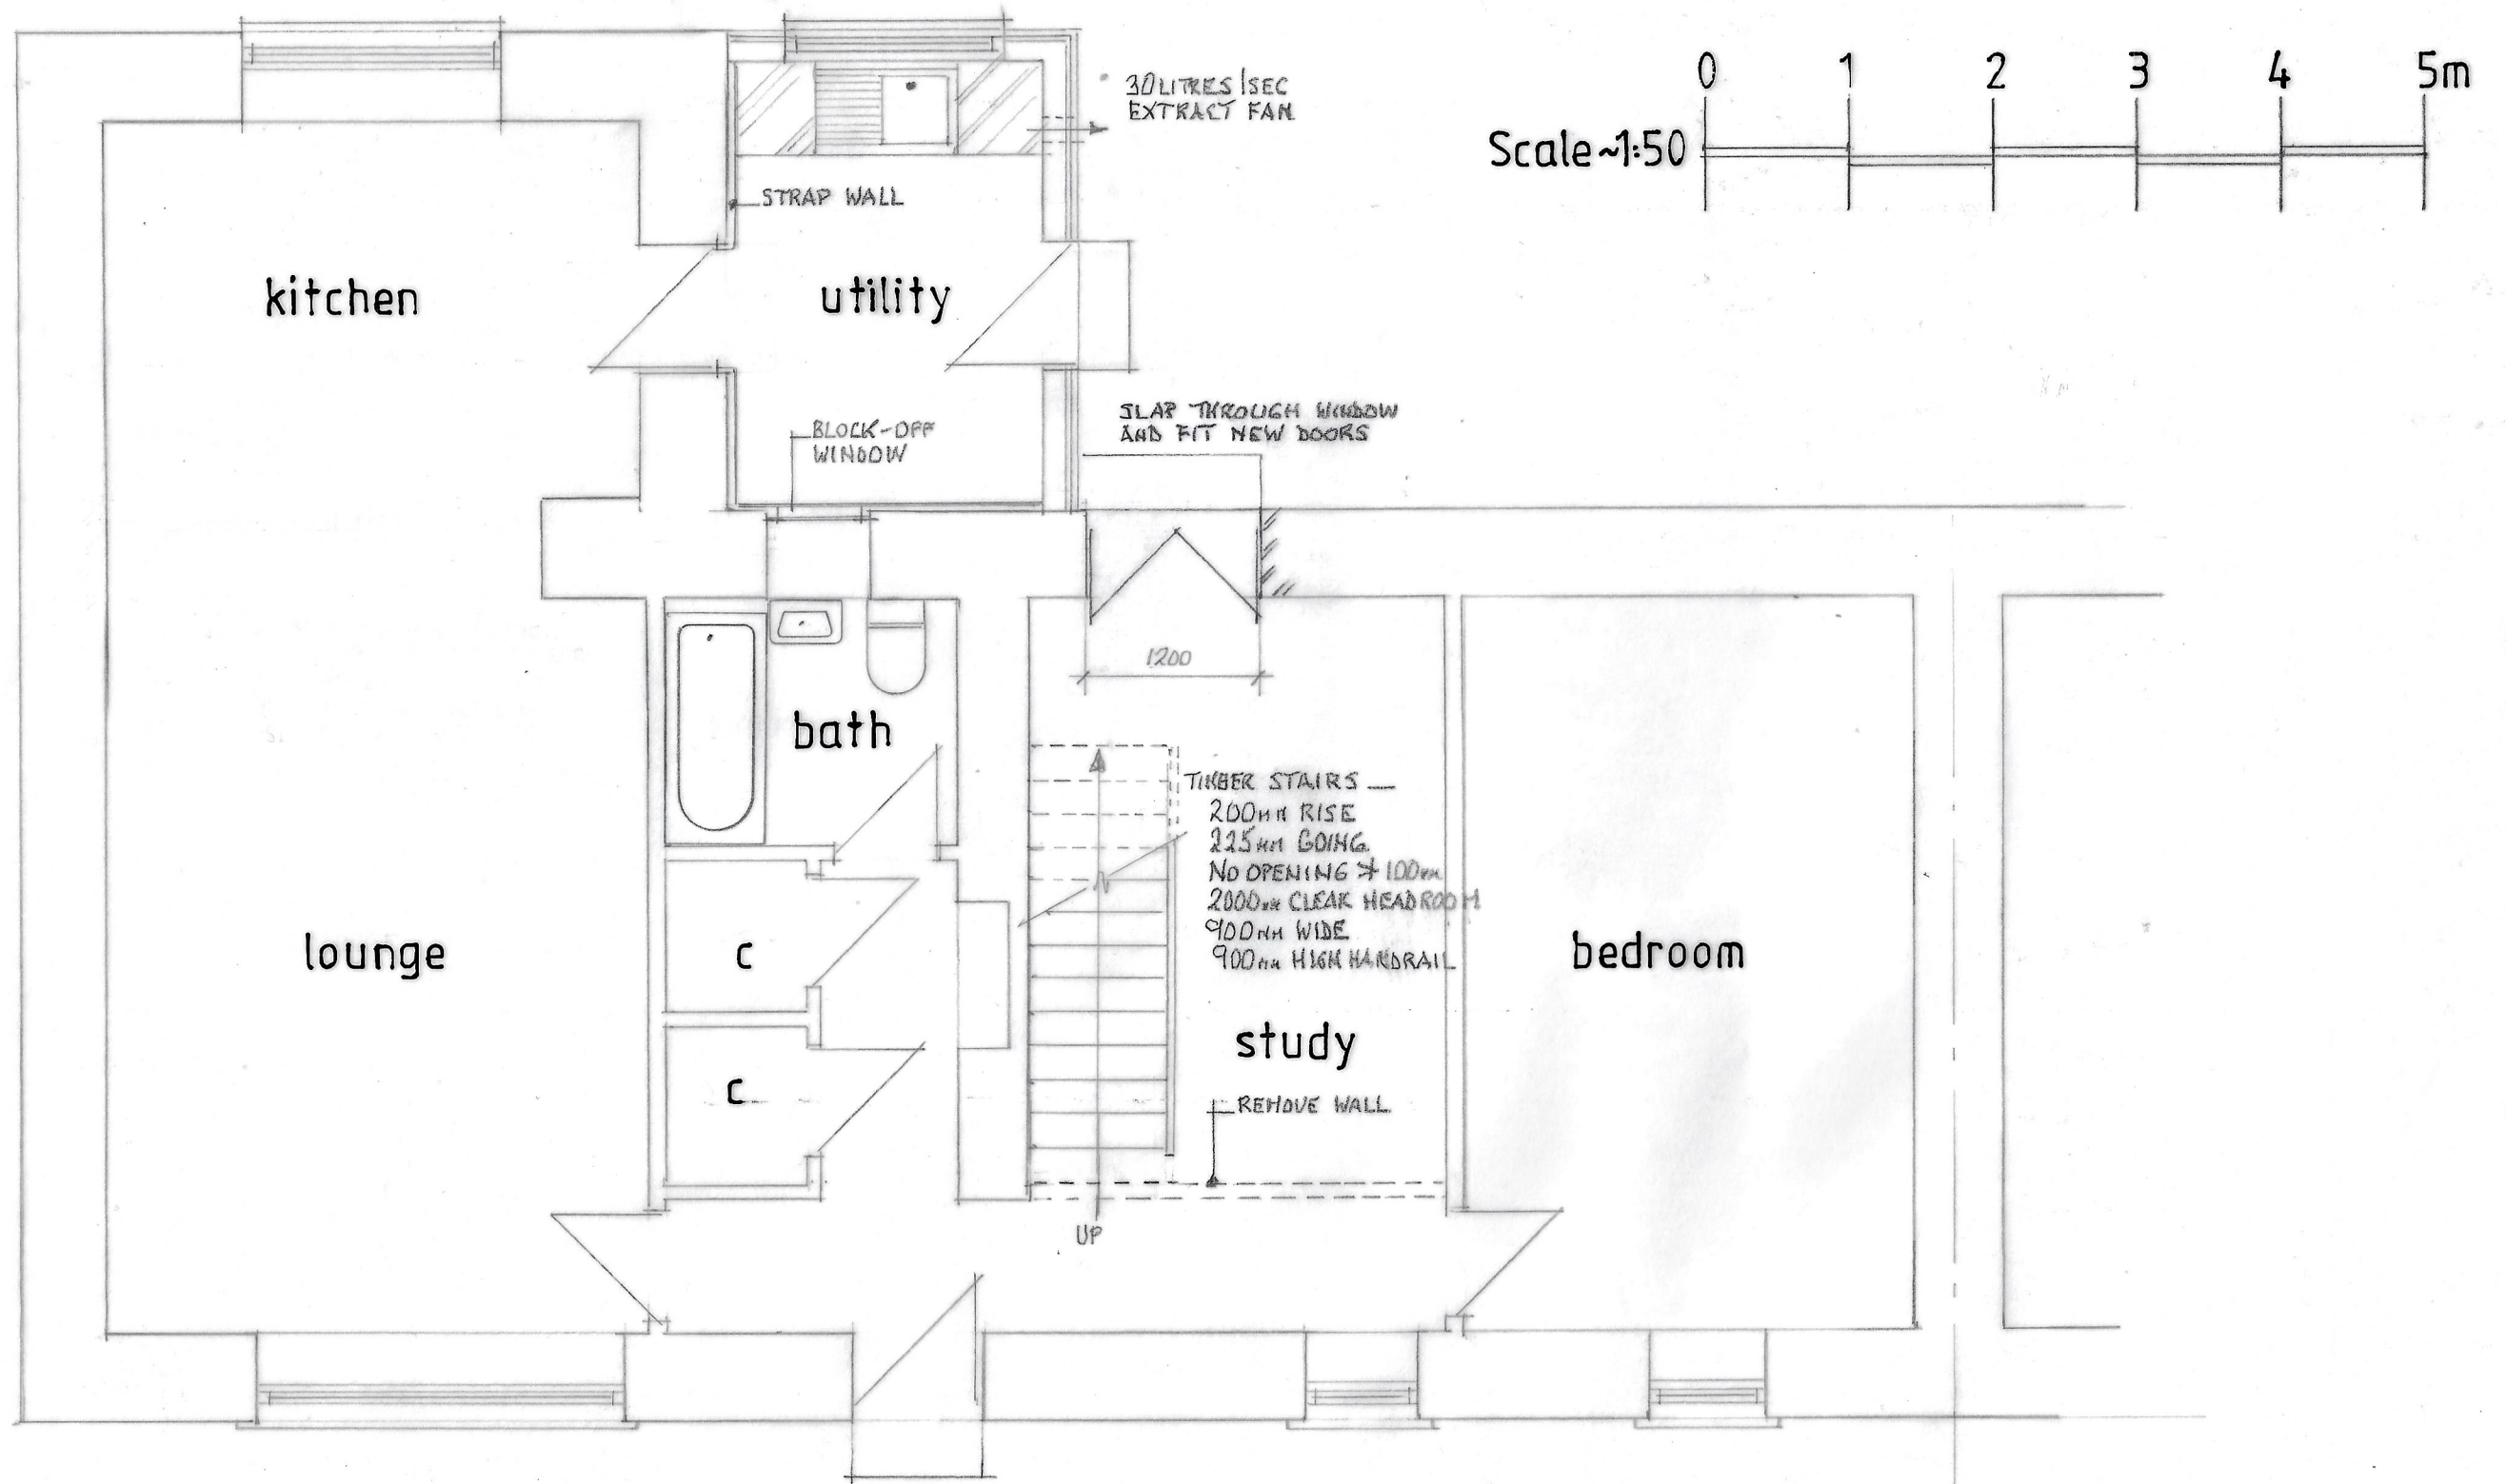 0 1 2 3 4 5m
Scale ~1:50
30 LITRES/SEC
EXTRACT FAN
STRAP WALL
kitchen
utility
BLOCK-OFF
WINDOW
SLAP THROUGH WINDOW
AND FIT NEW DOORS
1200
bath
TIMBER STAIRS —
200mm RISE
225mm GOING
NO OPENING ≯ 100mm
2000mm CLEAR HEADROOM
900mm WIDE
900mm HIGH HANDRAIL
lounge
c
bedroom
study
c
REMOVE WALL
UP